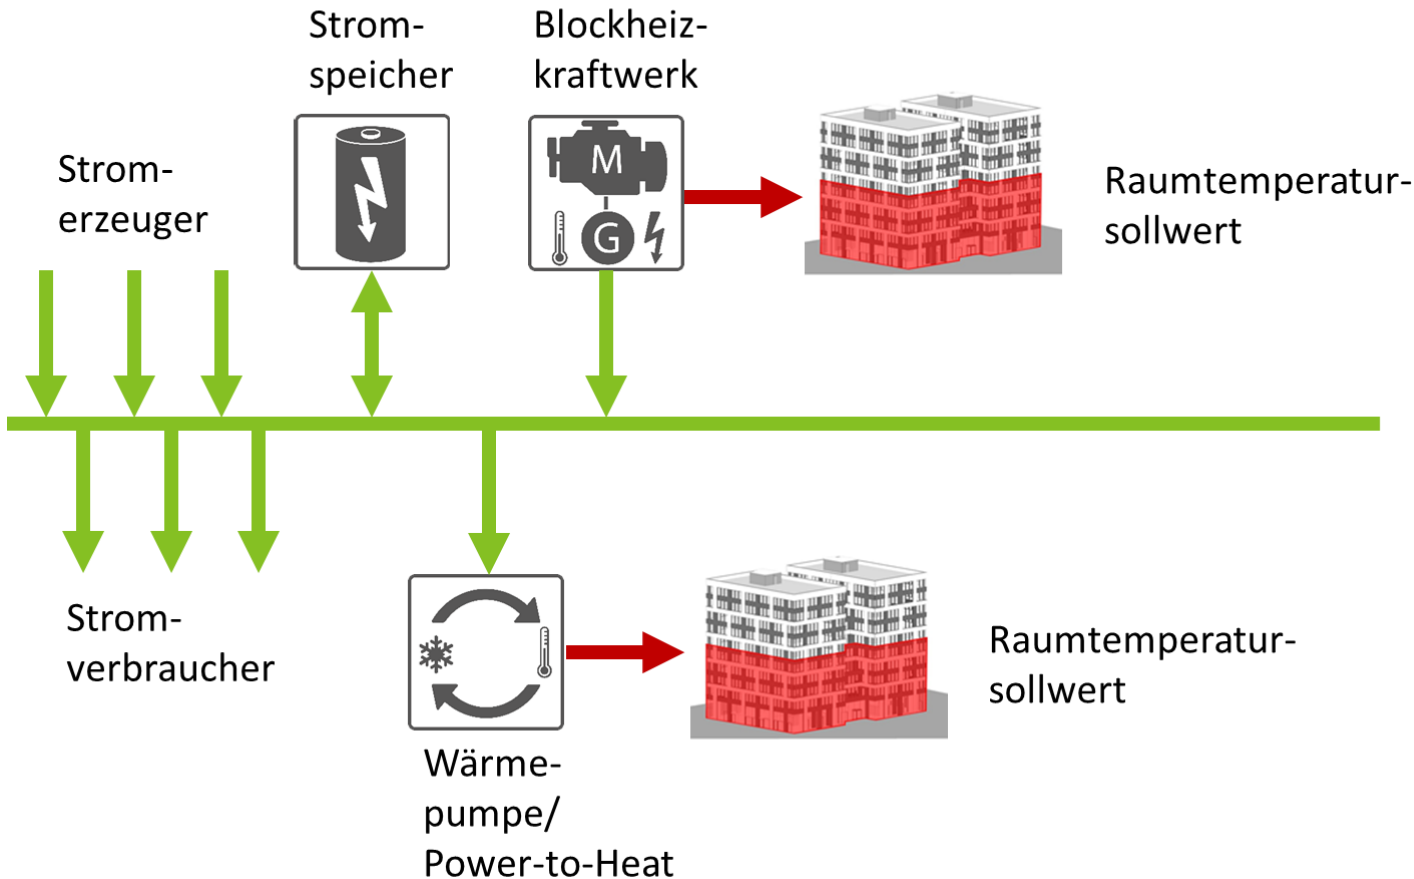 Strom-
speicher
Blockheiz-
kraftwerk
Strom-
erzeuger
M
G
Raumtemperatur-
sollwert
Strom-
verbraucher
Raumtemperatur-
sollwert
Wärme-
pumpe/
Power-to-Heat